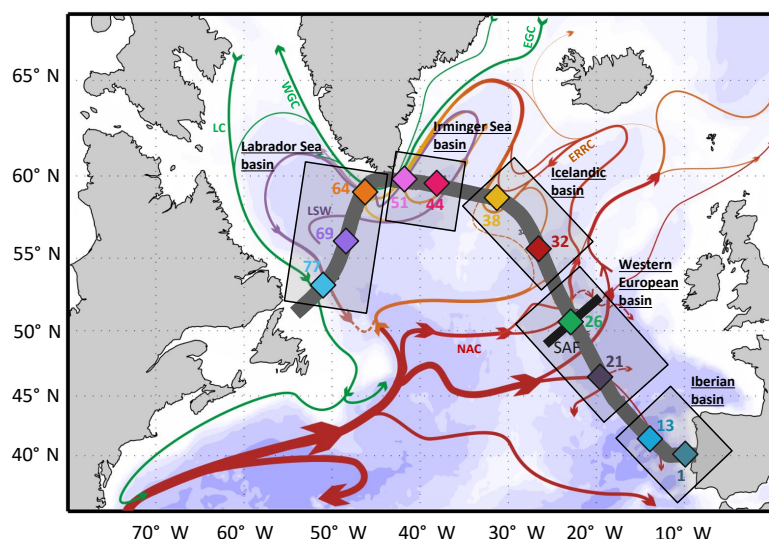 65° N
60° N
55° N
50° N
45° N
40° N
70° W
60° W
50° W
40° W
30° W
20° W
10° W
EGC
WGC
LC
Labrador Sea
basin
Irminger Sea
basin
ERRC
Icelandic
basin
64
51
44
38
LSW
69
32
77
Western
European
basin
26
SAF
NAC
21
Iberian
basin
13
1